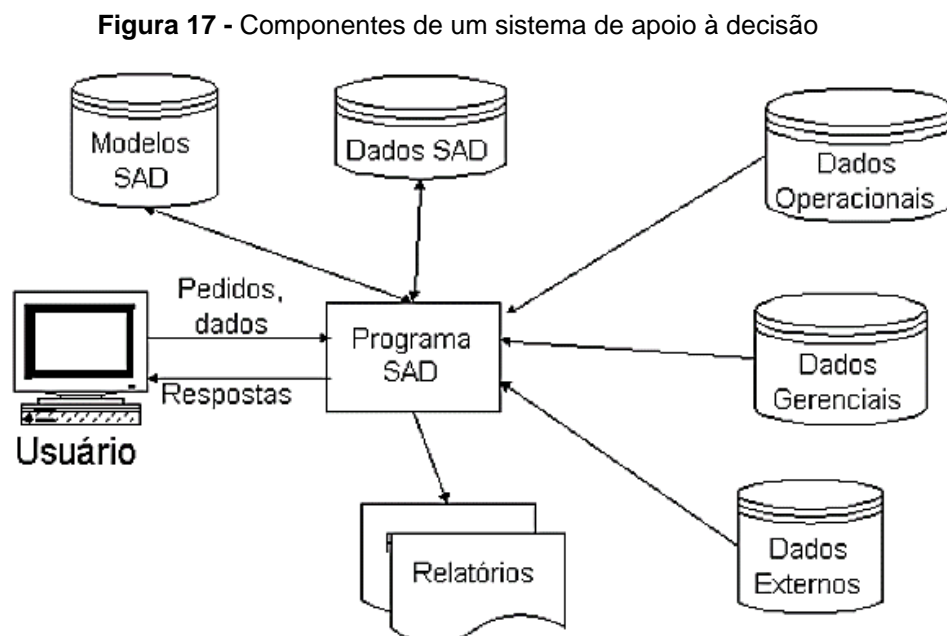 Figura 17 - Componentes de um sistema de apoio à decisão
Modelos
SAD
Dados SAD
Dados
Operacionais
Pedidos,
dados
Programa
SAD
Respostas
Usuário
Dados
Gerenciais
Relatórios
Dados
Externos